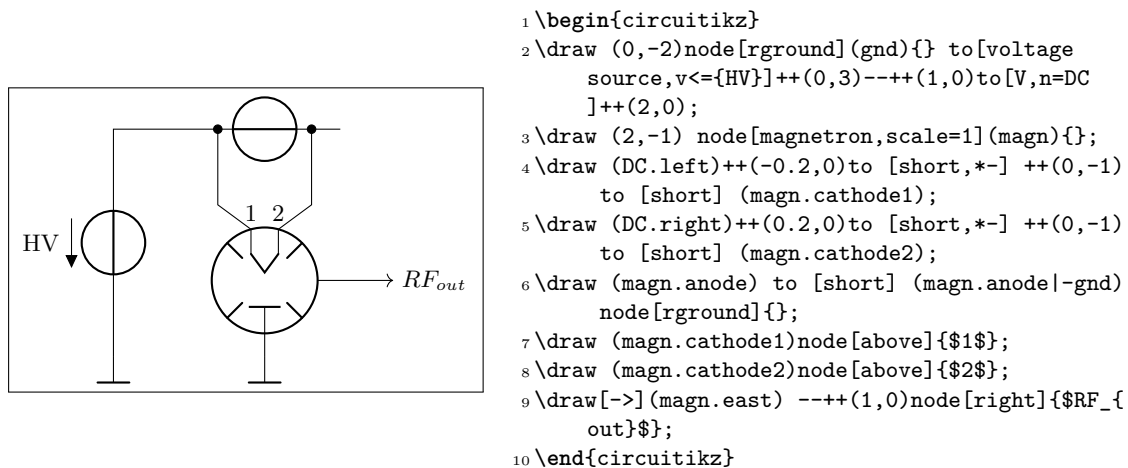 HV
1 2
RF_{out}
1 \begin{circuitikz}
2 \draw (0,-2)node[rground](gnd){} to[voltage
source,v<={HV}]++(0,3)--++(1,0)to[V,n=DC
]++(2,0);
3 \draw (2,-1) node[magnetron,scale=1](magn){};
4 \draw (DC.left)++(-0.2,0)to [short,*-] ++(0,-1)
to [short] (magn.cathode1);
5 \draw (DC.right)++(0.2,0)to [short,*-] ++(0,-1)
to [short] (magn.cathode2);
6 \draw (magn.anode) to [short] (magn.anode|-gnd)
node[rground]{};
7 \draw (magn.cathode1)node[above]{$1$};
8 \draw (magn.cathode2)node[above]{$2$};
9 \draw[->](magn.east) --++(1,0)node[right]{$RF_{
out}$};
10 \end{circuitikz}